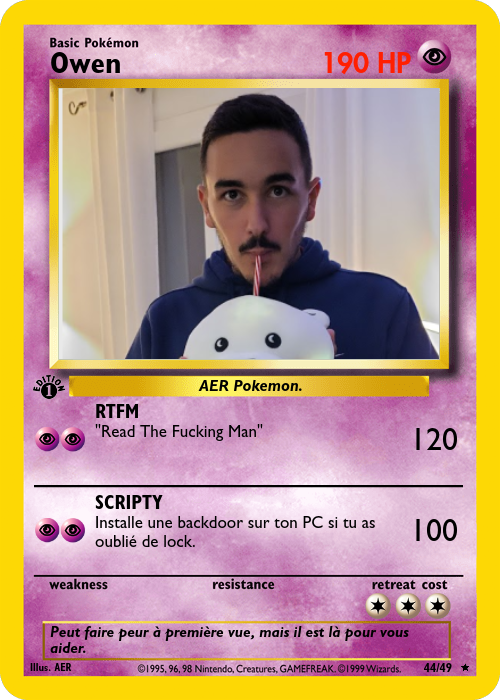 Basic Pokémon
Owen
190 HP
EDITION
1
AER Pokemon.
RTFM
"Read The Fucking Man"
120
SCRIPTY
Installe une backdoor sur ton PC si tu as
oublié de lock.
100
weakness resistance retreat cost
Peut faire peur à première vue, mais il est là pour vous
aider.
Illus. AER ©1995, 96, 98 Nintendo, Creatures, GAMEFREAK. ©1999 Wizards. 44/49